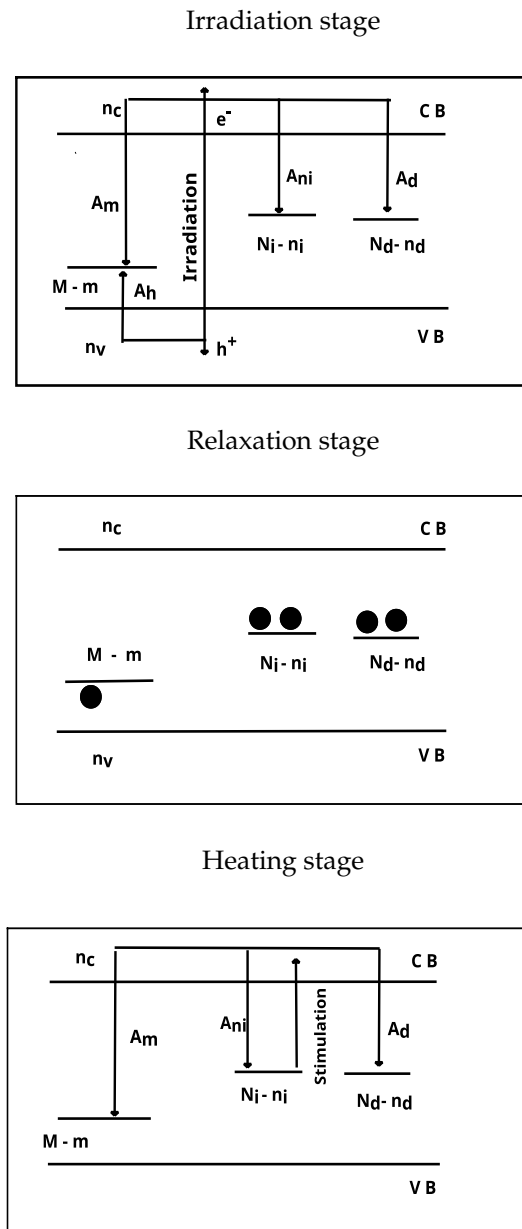 Irradiation stage
nc
C B
e-
Am
Irradiation
Ani
Ad
Ni - ni
Nd- nd
M - m
Ah
nv
h+
V B
Relaxation stage
nc
C B
M - m
Ni - ni
Nd- nd
nv
V B
Heating stage
nc
C B
Am
Ani
Stimulation
Ad
Ni - ni
Nd- nd
M - m
V B